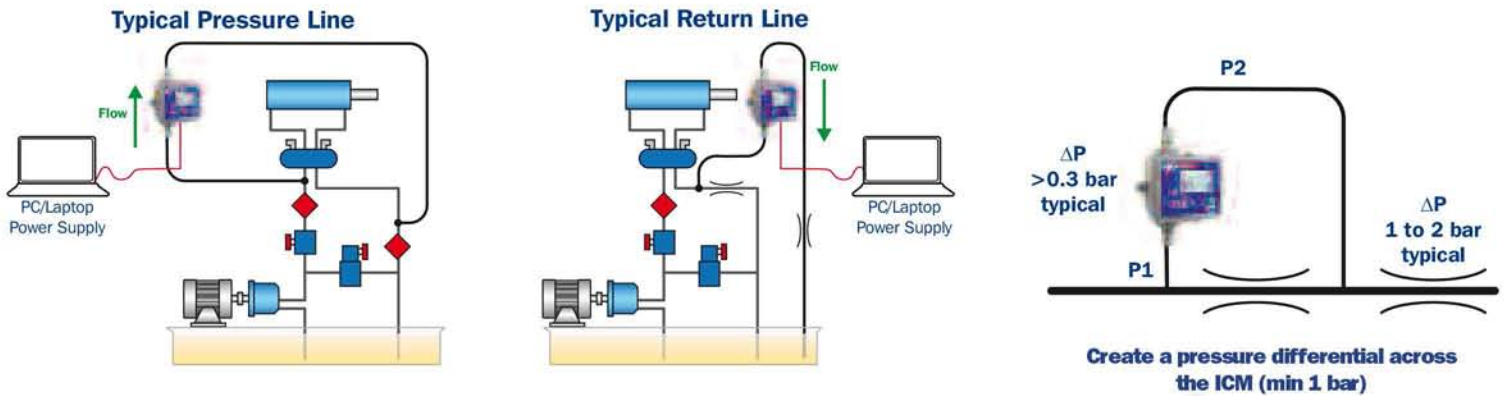 Typical Pressure Line
Flow
PC/Laptop
Power Supply
Typical Return Line
Flow
PC/Laptop
Power Supply
P2
ΔP
>0.3 bar
typical
ΔP
1 to 2 bar
typical
P1
Create a pressure differential across
the ICM (min 1 bar)